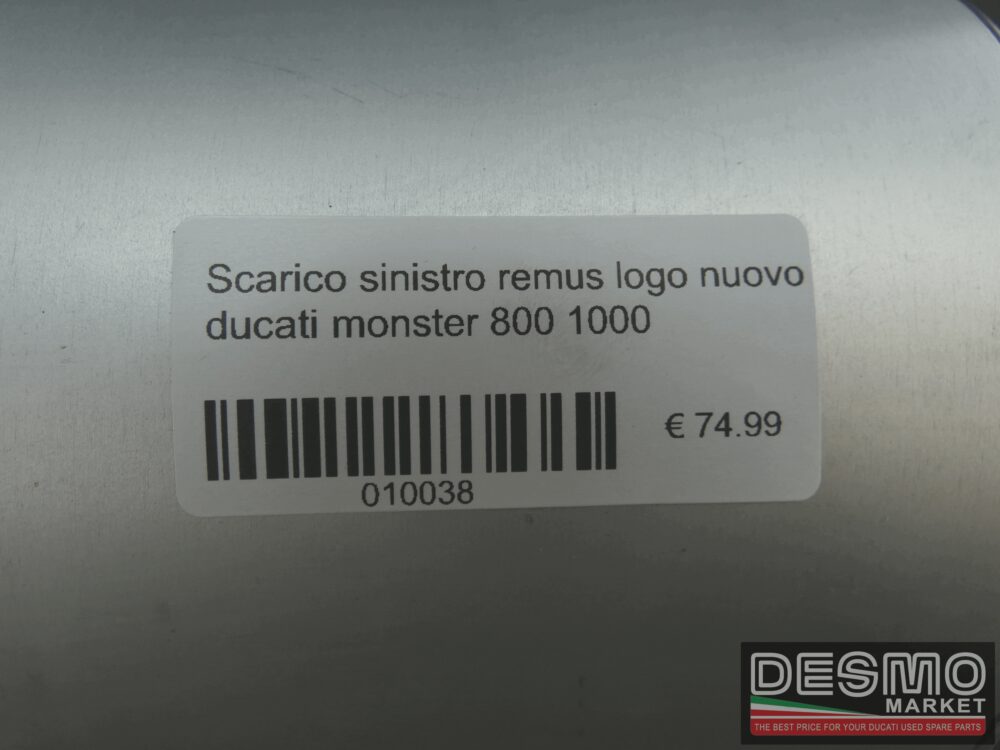 Scarico sinistro remus logo nuovo
ducati monster 800 1000
€ 74.99
010038
DESMO
MARKET
THE BEST PRICE FOR YOUR DUCATI USED SPARE PARTS